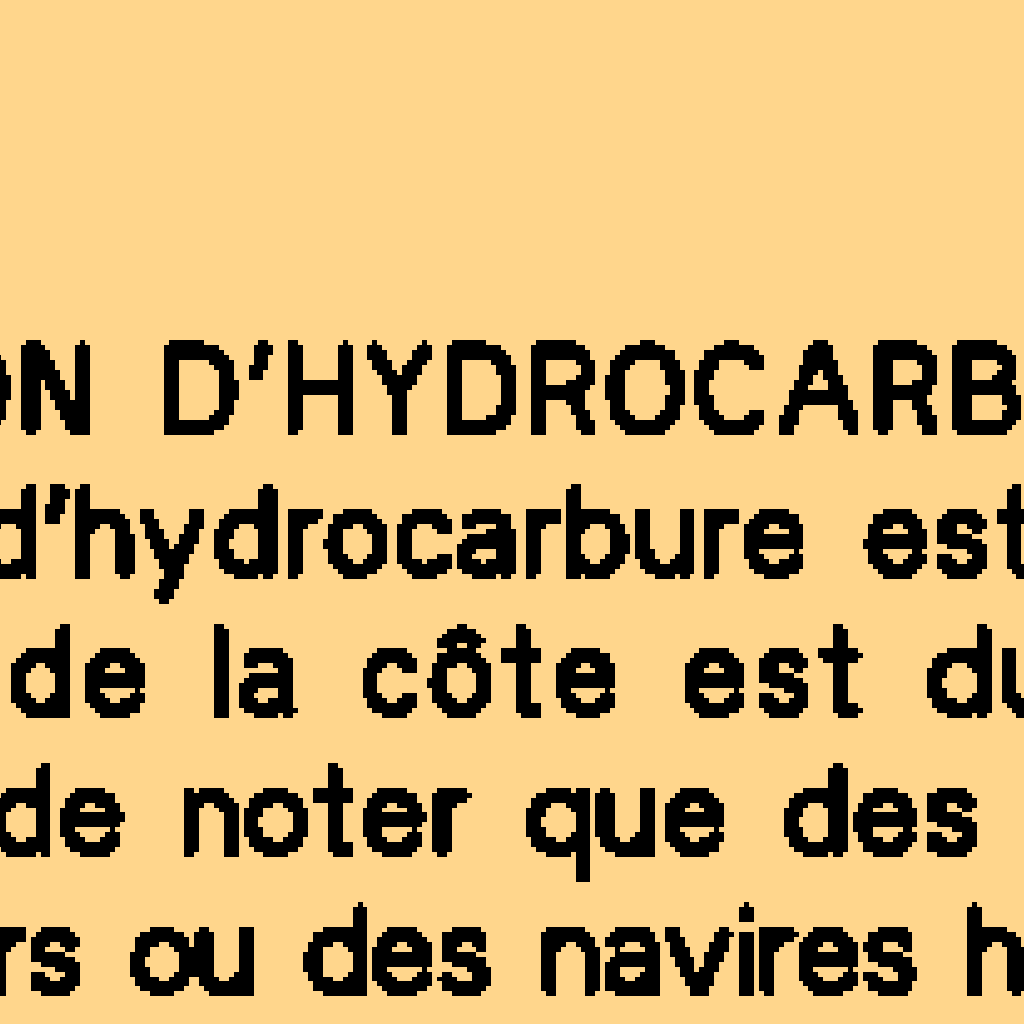 ON D’HYDROCARB
d’hydrocarbure est
de la côte est du
de noter que des
rs ou des navires h